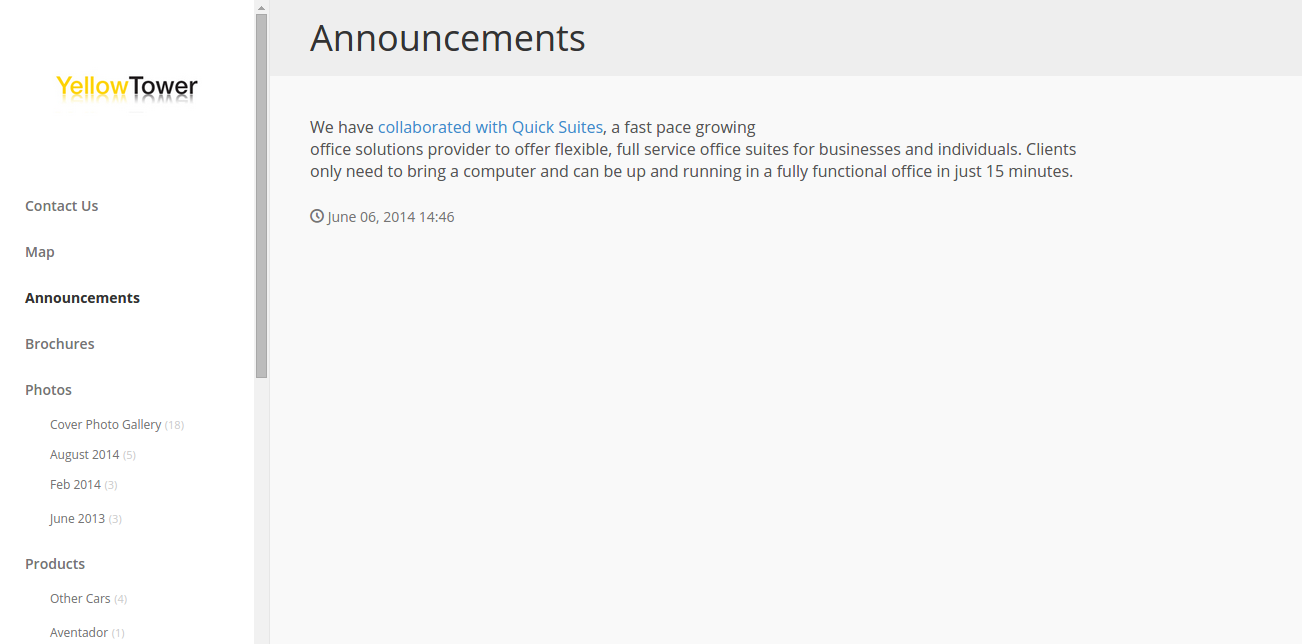 YellowTower
Contact Us
Map
Announcements
Brochures
Photos
Cover Photo Gallery (18)
August 2014 (5)
Feb 2014 (3)
June 2013 (3)
Products
Other Cars (4)
Aventador (1)
Announcements
We have collaborated with Quick Suites, a fast pace growing
office solutions provider to offer flexible, full service office suites for businesses and individuals. Clients
only need to bring a computer and can be up and running in a fully functional office in just 15 minutes.
June 06, 2014 14:46